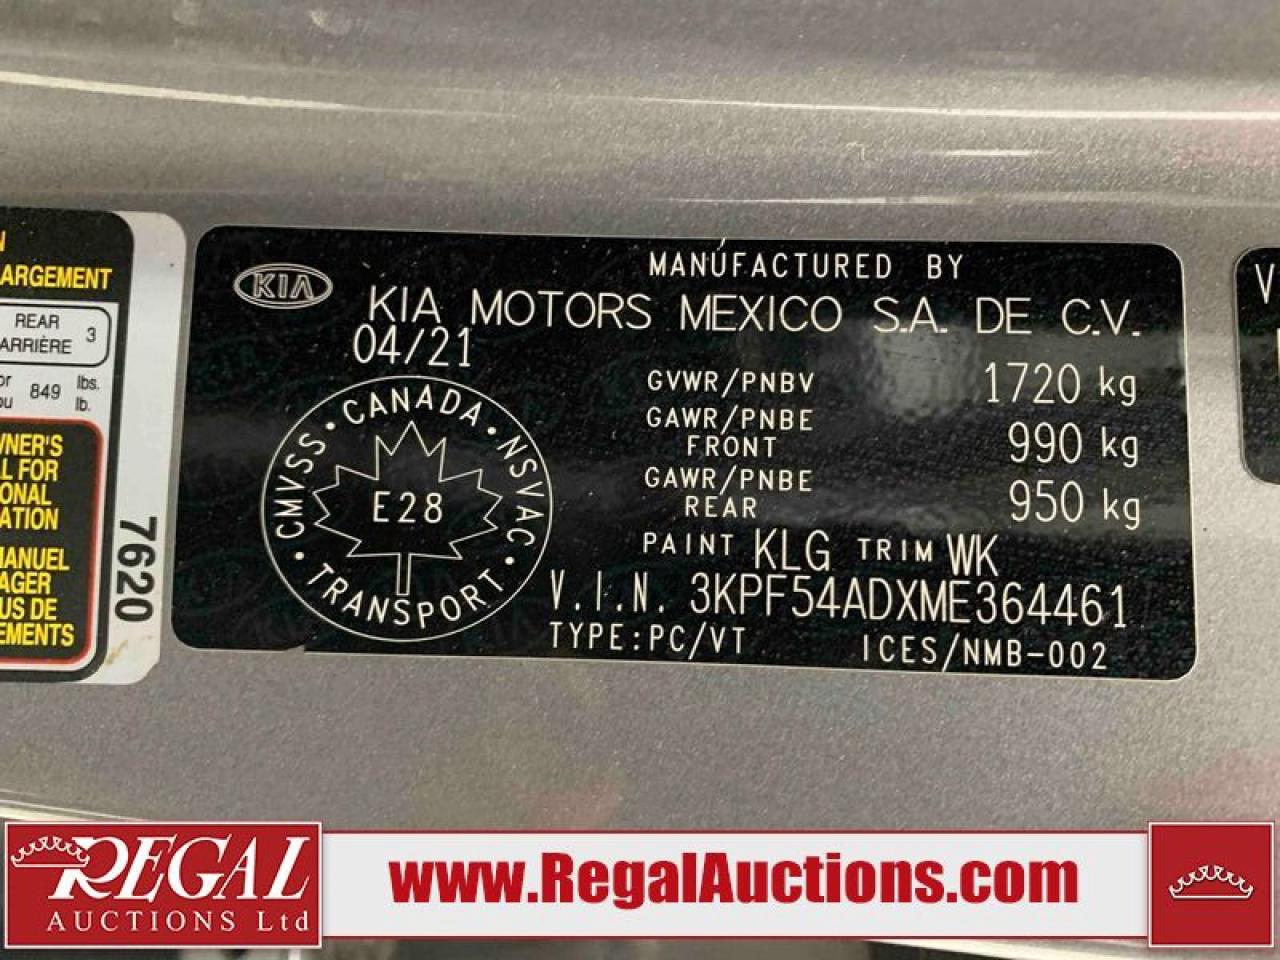 ARGEMENT
REAR
ARRIÈRE 3
849 lbs.
lb.
NER'S
L FOR
ONAL
ATION
MANUEL
AGER
US DE
EMENTS
7620
KIA
MANUFACTURED BY
KIA MOTORS MEXICO S.A. DE C.V.
04/21
GVWR/PNBV 1720 kg
GAWR/PNBE
FRONT 990 kg
GAWR/PNBE
REAR 950 kg
PAINT KLG TRIM WK
V.I.N. 3KPF54ADXME364461
TYPE:PC/VT ICES/NMB-002
CMVSS • CANADA • NSVAC • TRANSPORT •
E28
V
REGAL
AUCTIONS Ltd
www.RegalAuctions.com